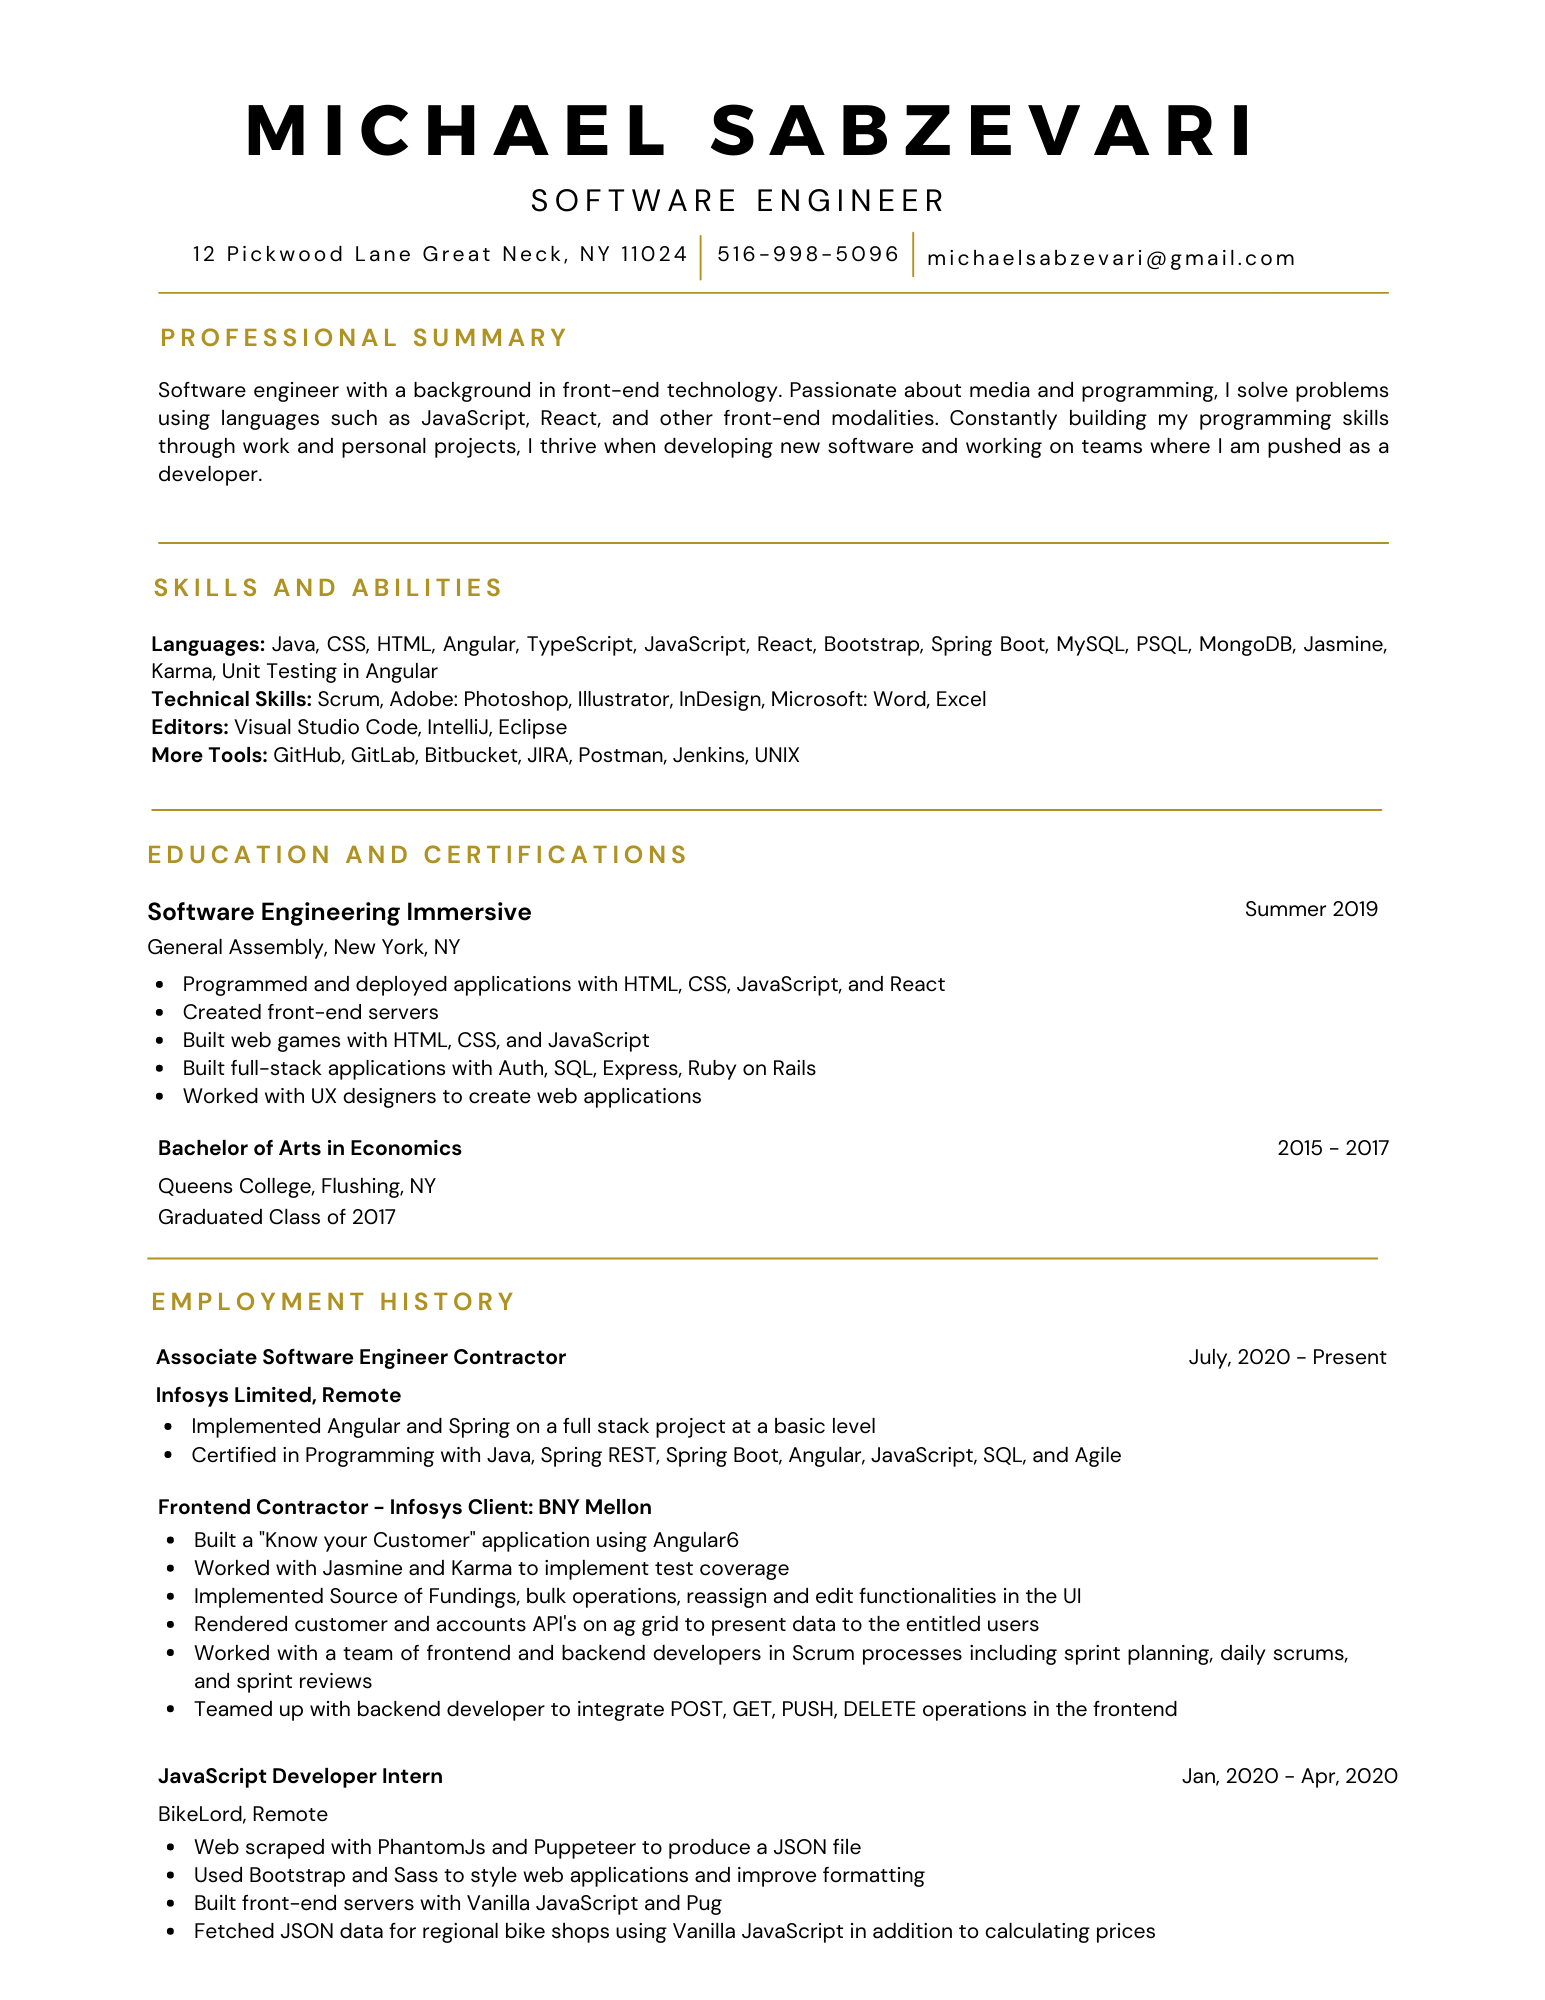 MICHAEL SABZEVARI
SOFTWARE ENGINEER
12 Pickwood Lane Great Neck, NY 11024 516-998-5096 michaelsabzevari@gmail.com
PROFESSIONAL SUMMARY
Software engineer with a background in front-end technology. Passionate about media and programming, I solve problems
using languages such as JavaScript, React, and other front-end modalities. Constantly building my programming skills
through work and personal projects, I thrive when developing new software and working on teams where I am pushed as a
developer.
SKILLS AND ABILITIES
Languages: Java, CSS, HTML, Angular, TypeScript, JavaScript, React, Bootstrap, Spring Boot, MySQL, PSQL, MongoDB, Jasmine,
Karma, Unit Testing in Angular
Technical Skills: Scrum, Adobe: Photoshop, Illustrator, InDesign, Microsoft: Word, Excel
Editors: Visual Studio Code, IntelliJ, Eclipse
More Tools: GitHub, GitLab, Bitbucket, JIRA, Postman, Jenkins, UNIX
EDUCATION AND CERTIFICATIONS
Software Engineering Immersive Summer 2019
General Assembly, New York, NY
• Programmed and deployed applications with HTML, CSS, JavaScript, and React
• Created front-end servers
• Built web games with HTML, CSS, and JavaScript
• Built full-stack applications with Auth, SQL, Express, Ruby on Rails
• Worked with UX designers to create web applications
Bachelor of Arts in Economics 2015 - 2017
Queens College, Flushing, NY
Graduated Class of 2017
EMPLOYMENT HISTORY
Associate Software Engineer Contractor July, 2020 - Present
Infosys Limited, Remote
• Implemented Angular and Spring on a full stack project at a basic level
• Certified in Programming with Java, Spring REST, Spring Boot, Angular, JavaScript, SQL, and Agile
Frontend Contractor - Infosys Client: BNY Mellon
• Built a "Know your Customer" application using Angular6
• Worked with Jasmine and Karma to implement test coverage
• Implemented Source of Fundings, bulk operations, reassign and edit functionalities in the UI
• Rendered customer and accounts API's on ag grid to present data to the entitled users
• Worked with a team of frontend and backend developers in Scrum processes including sprint planning, daily scrums,
and sprint reviews
• Teamed up with backend developer to integrate POST, GET, PUSH, DELETE operations in the frontend
JavaScript Developer Intern Jan, 2020 - Apr, 2020
BikeLord, Remote
• Web scraped with PhantomJs and Puppeteer to produce a JSON file
• Used Bootstrap and Sass to style web applications and improve formatting
• Built front-end servers with Vanilla JavaScript and Pug
• Fetched JSON data for regional bike shops using Vanilla JavaScript in addition to calculating prices